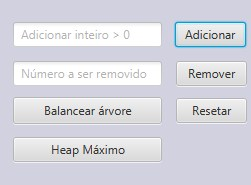 Adicionar inteiro > 0 Adicionar
Número a ser removido Remover
Balancear árvore Resetar
Heap Máximo